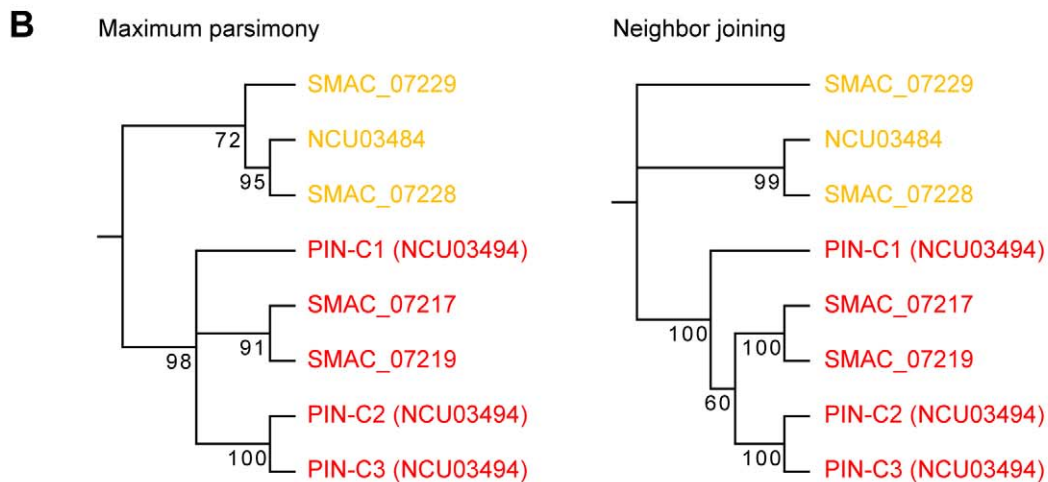 B
Maximum parsimony
SMAC_07229
72
NCU03484
95
SMAC_07228
PIN-C1 (NCU03494)
SMAC_07217
91
98
SMAC_07219
PIN-C2 (NCU03494)
100
PIN-C3 (NCU03494)
Neighbor joining
SMAC_07229
NCU03484
99
SMAC_07228
PIN-C1 (NCU03494)
SMAC_07217
100
100
SMAC_07219
60
PIN-C2 (NCU03494)
100
PIN-C3 (NCU03494)